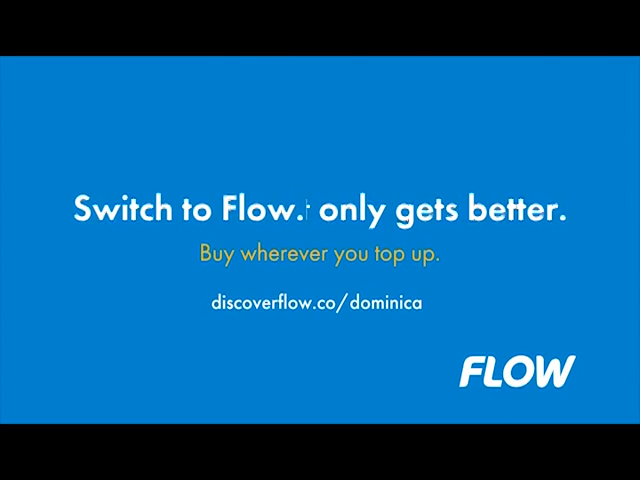 Switch to Flow. only gets better.
Buy wherever you top up.
discoverflow.co/dominica
FLOW